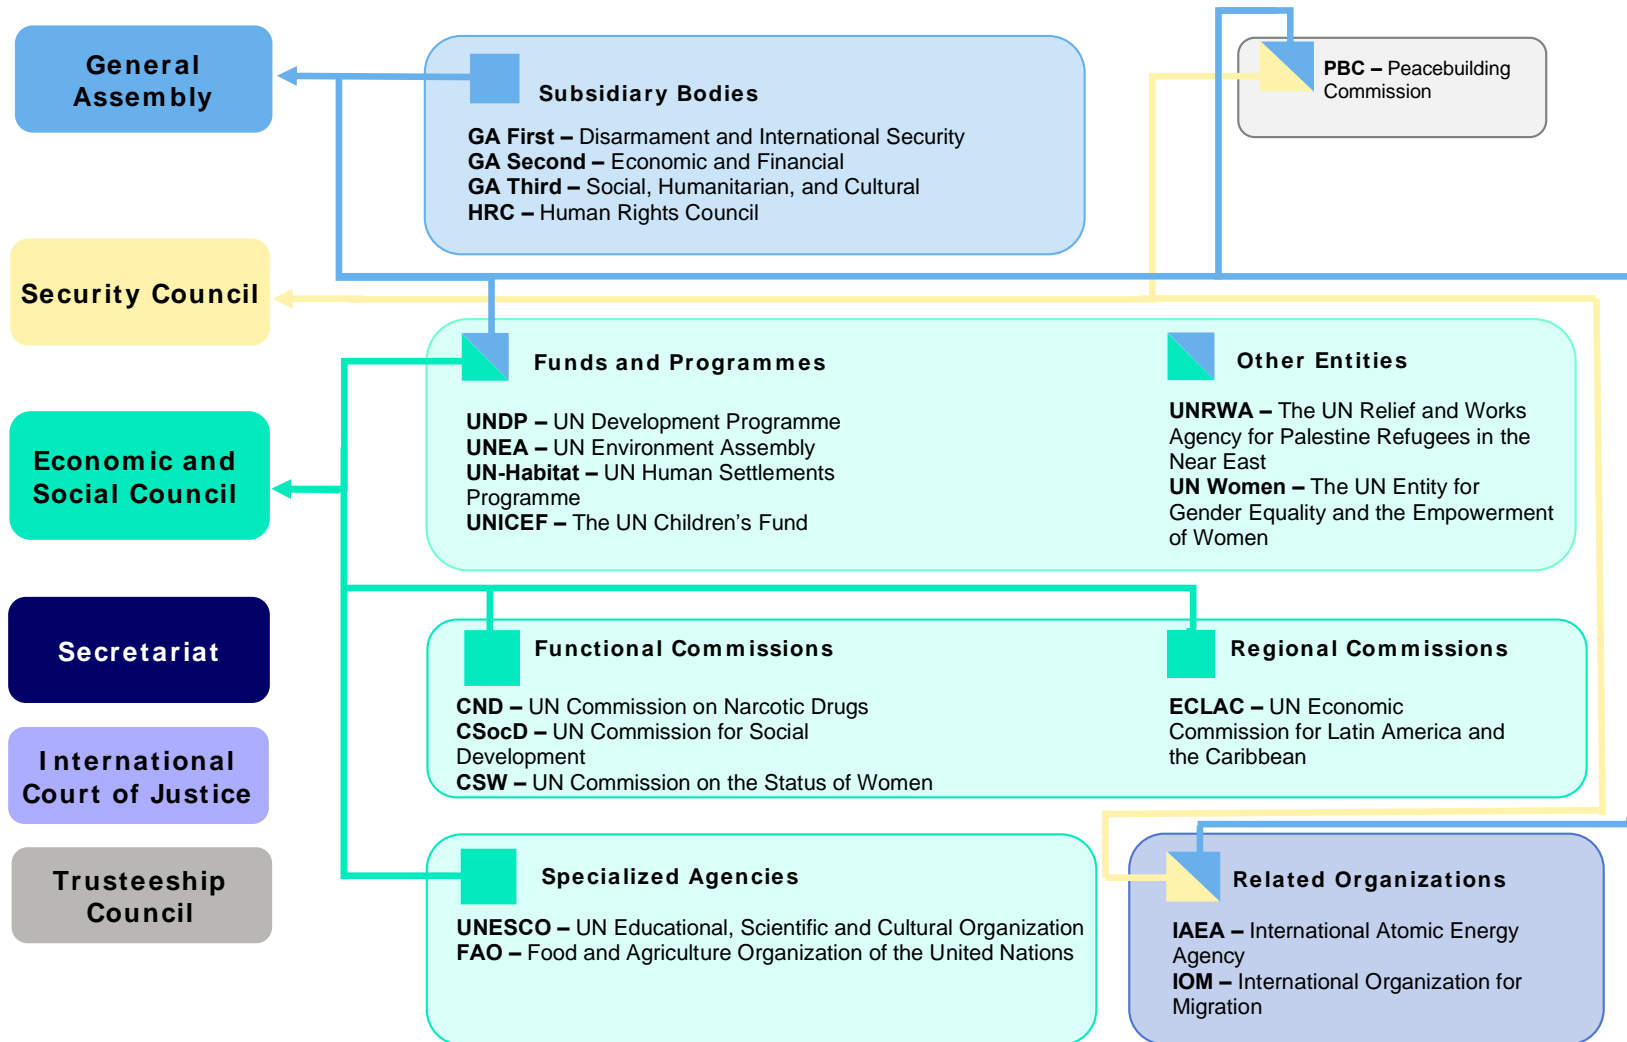 General
Assembly
Subsidiary Bodies
GA First – Disarmament and International Security
GA Second – Economic and Financial
GA Third – Social, Humanitarian, and Cultural
HRC – Human Rights Council
PBC – Peacebuilding
Commission
Security Council
Funds and Programmes
UNDP – UN Development Programme
UNEA – UN Environment Assembly
UN-Habitat – UN Human Settlements
Programme
UNICEF – The UN Children’s Fund
Other Entities
UNRWA – The UN Relief and Works
Agency for Palestine Refugees in the
Near East
UN Women – The UN Entity for
Gender Equality and the Empowerment
of Women
Economic and
Social Council
Secretariat
Functional Commissions
CND – UN Commission on Narcotic Drugs
CSocD – UN Commission for Social
Development
CSW – UN Commission on the Status of Women
Regional Commissions
ECLAC – UN Economic
Commission for Latin America and
the Caribbean
International
Court of Justice
Trusteeship
Council
Specialized Agencies
UNESCO – UN Educational, Scientific and Cultural Organization
FAO – Food and Agriculture Organization of the United Nations
Related Organizations
IAEA – International Atomic Energy
Agency
IOM – International Organization for
Migration